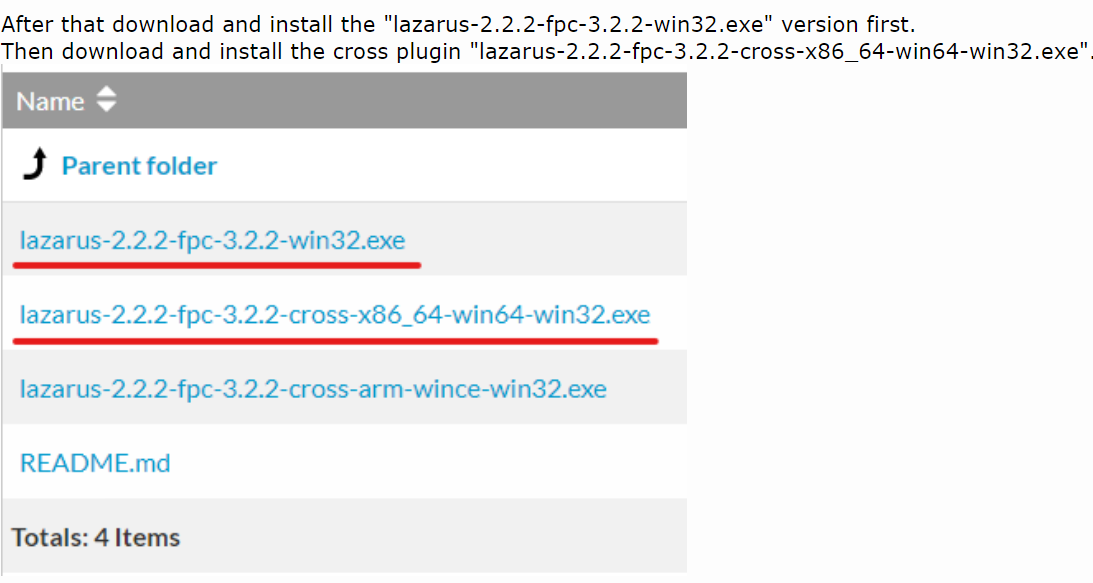 After that download and install the "lazarus-2.2.2-fpc-3.2.2-win32.exe" version first.
Then download and install the cross plugin "lazarus-2.2.2-fpc-3.2.2-cross-x86_64-win64-win32.exe".
Name
Parent folder
lazarus-2.2.2-fpc-3.2.2-win32.exe
lazarus-2.2.2-fpc-3.2.2-cross-x86_64-win64-win32.exe
lazarus-2.2.2-fpc-3.2.2-cross-arm-wince-win32.exe
README.md
Totals: 4 Items